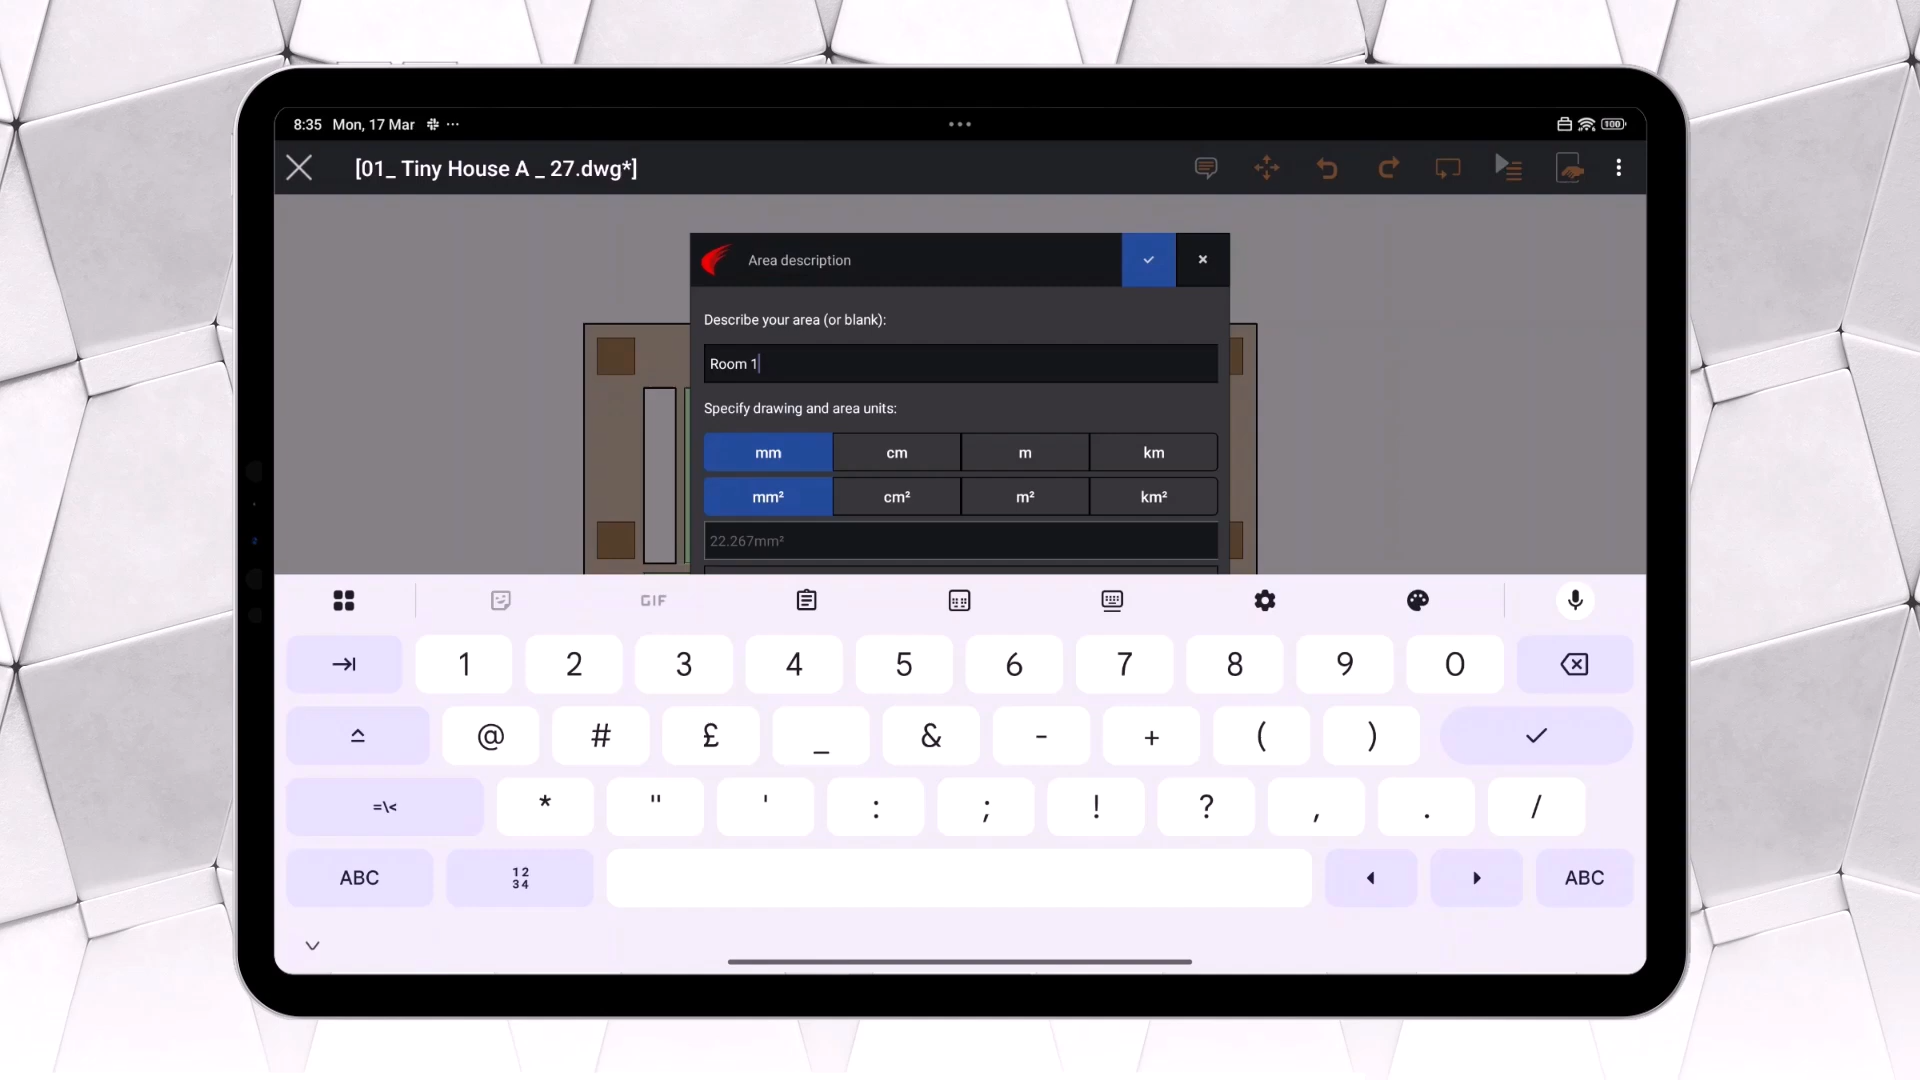 8:35 Mon, 17 Mar
100
[01_ Tiny House A _ 27.dwg*]
Area description
Describe your area (or blank):
Room 1
Specify drawing and area units:
mm cm m km
mm² cm² m² km²
22.267mm²
GIF
1 2 3 4 5 6 7 8 9 0
@ # £ _ & - + ( )
=\< * " ' : ; ! ? , . /
ABC 12 34 ABC